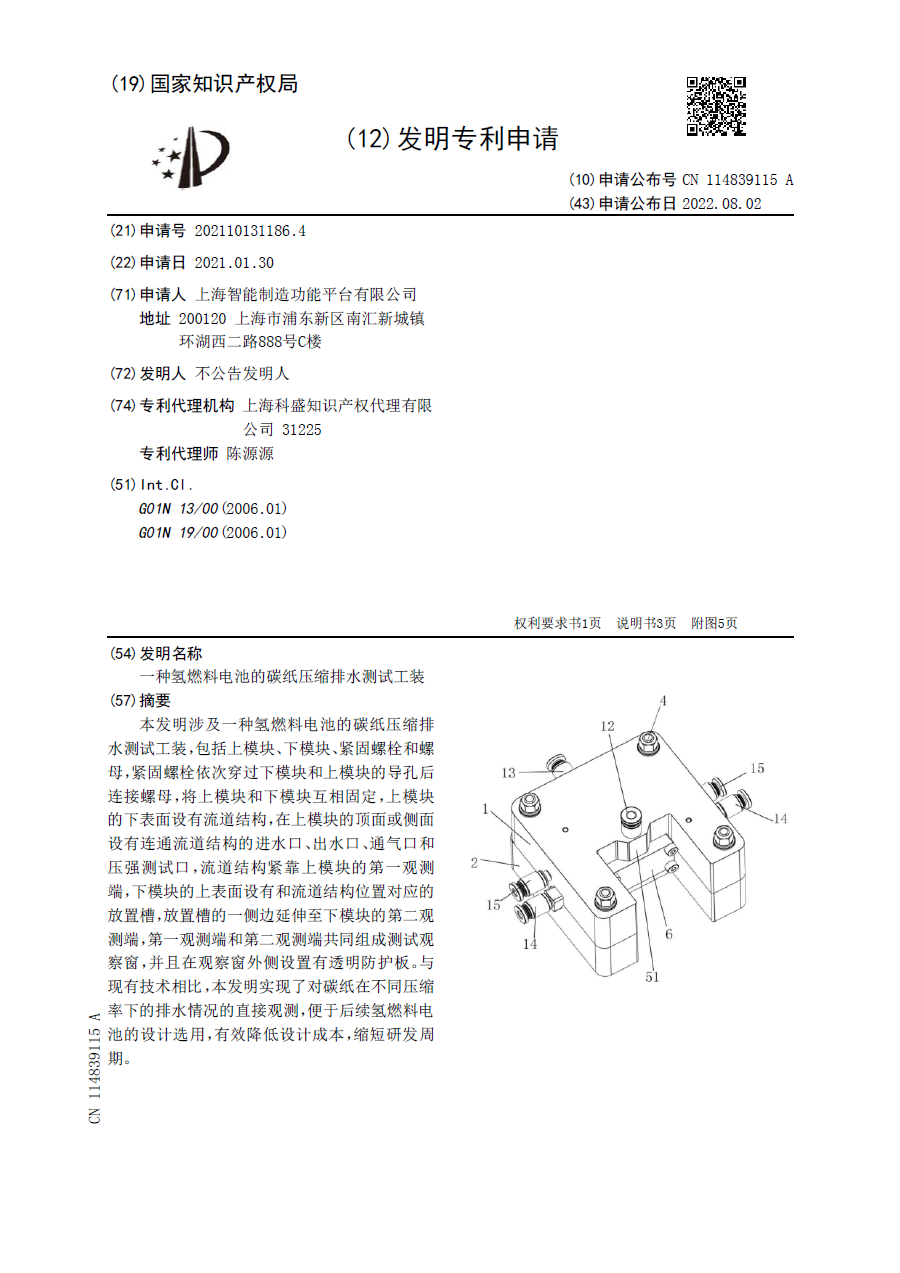 (19)国家知识产权局
(12)发明专利申请
(10)申请公布号 CN 114839115 A
(43)申请公布日 2022.08.02
(21)申请号 202110131186.4
(22)申请日 2021.01.30
(71)申请人 上海智能制造功能平台有限公司
地址 200120 上海市浦东新区南汇新城镇
环湖西二路888号C楼
(72)发明人 不公告发明人
(74)专利代理机构 上海科盛知识产权代理有限
公司 31225
专利代理师 陈源源
(51)Int.Cl.
G01N 13/00(2006.01)
G01N 19/00(2006.01)
权利要求书1页 说明书3页 附图5页
(54)发明名称
一种氢燃料电池的碳纸压缩排水测试工装
(57)摘要
本发明涉及一种氢燃料电池的碳纸压缩排
水测试工装,包括上模块、下模块、紧固螺栓和螺
母,紧固螺栓依次穿过下模块和上模块的导孔后
连接螺母,将上模块和下模块互相固定,上模块
的下表面设有流道结构,在上模块的顶面或侧面
设有连通流道结构的进水口、出水口、通气口和
压强测试口,流道结构紧靠上模块的第一观测
端,下模块的上表面设有和流道结构位置对应的
放置槽,放置槽的一侧边延伸至下模块的第二观
测端,第一观测端和第二观测端共同组成测试观
察窗,并且在观察窗外侧设置有透明防护板。与
现有技术相比,本发明实现了对碳纸在不同压缩
率下的排水情况的直接观测,便于后续氢燃料电
池的设计选用,有效降低设计成本,缩短研发周
期。
4
12
13
15
1
14
2
15
14
6
51
CN 114839115 A